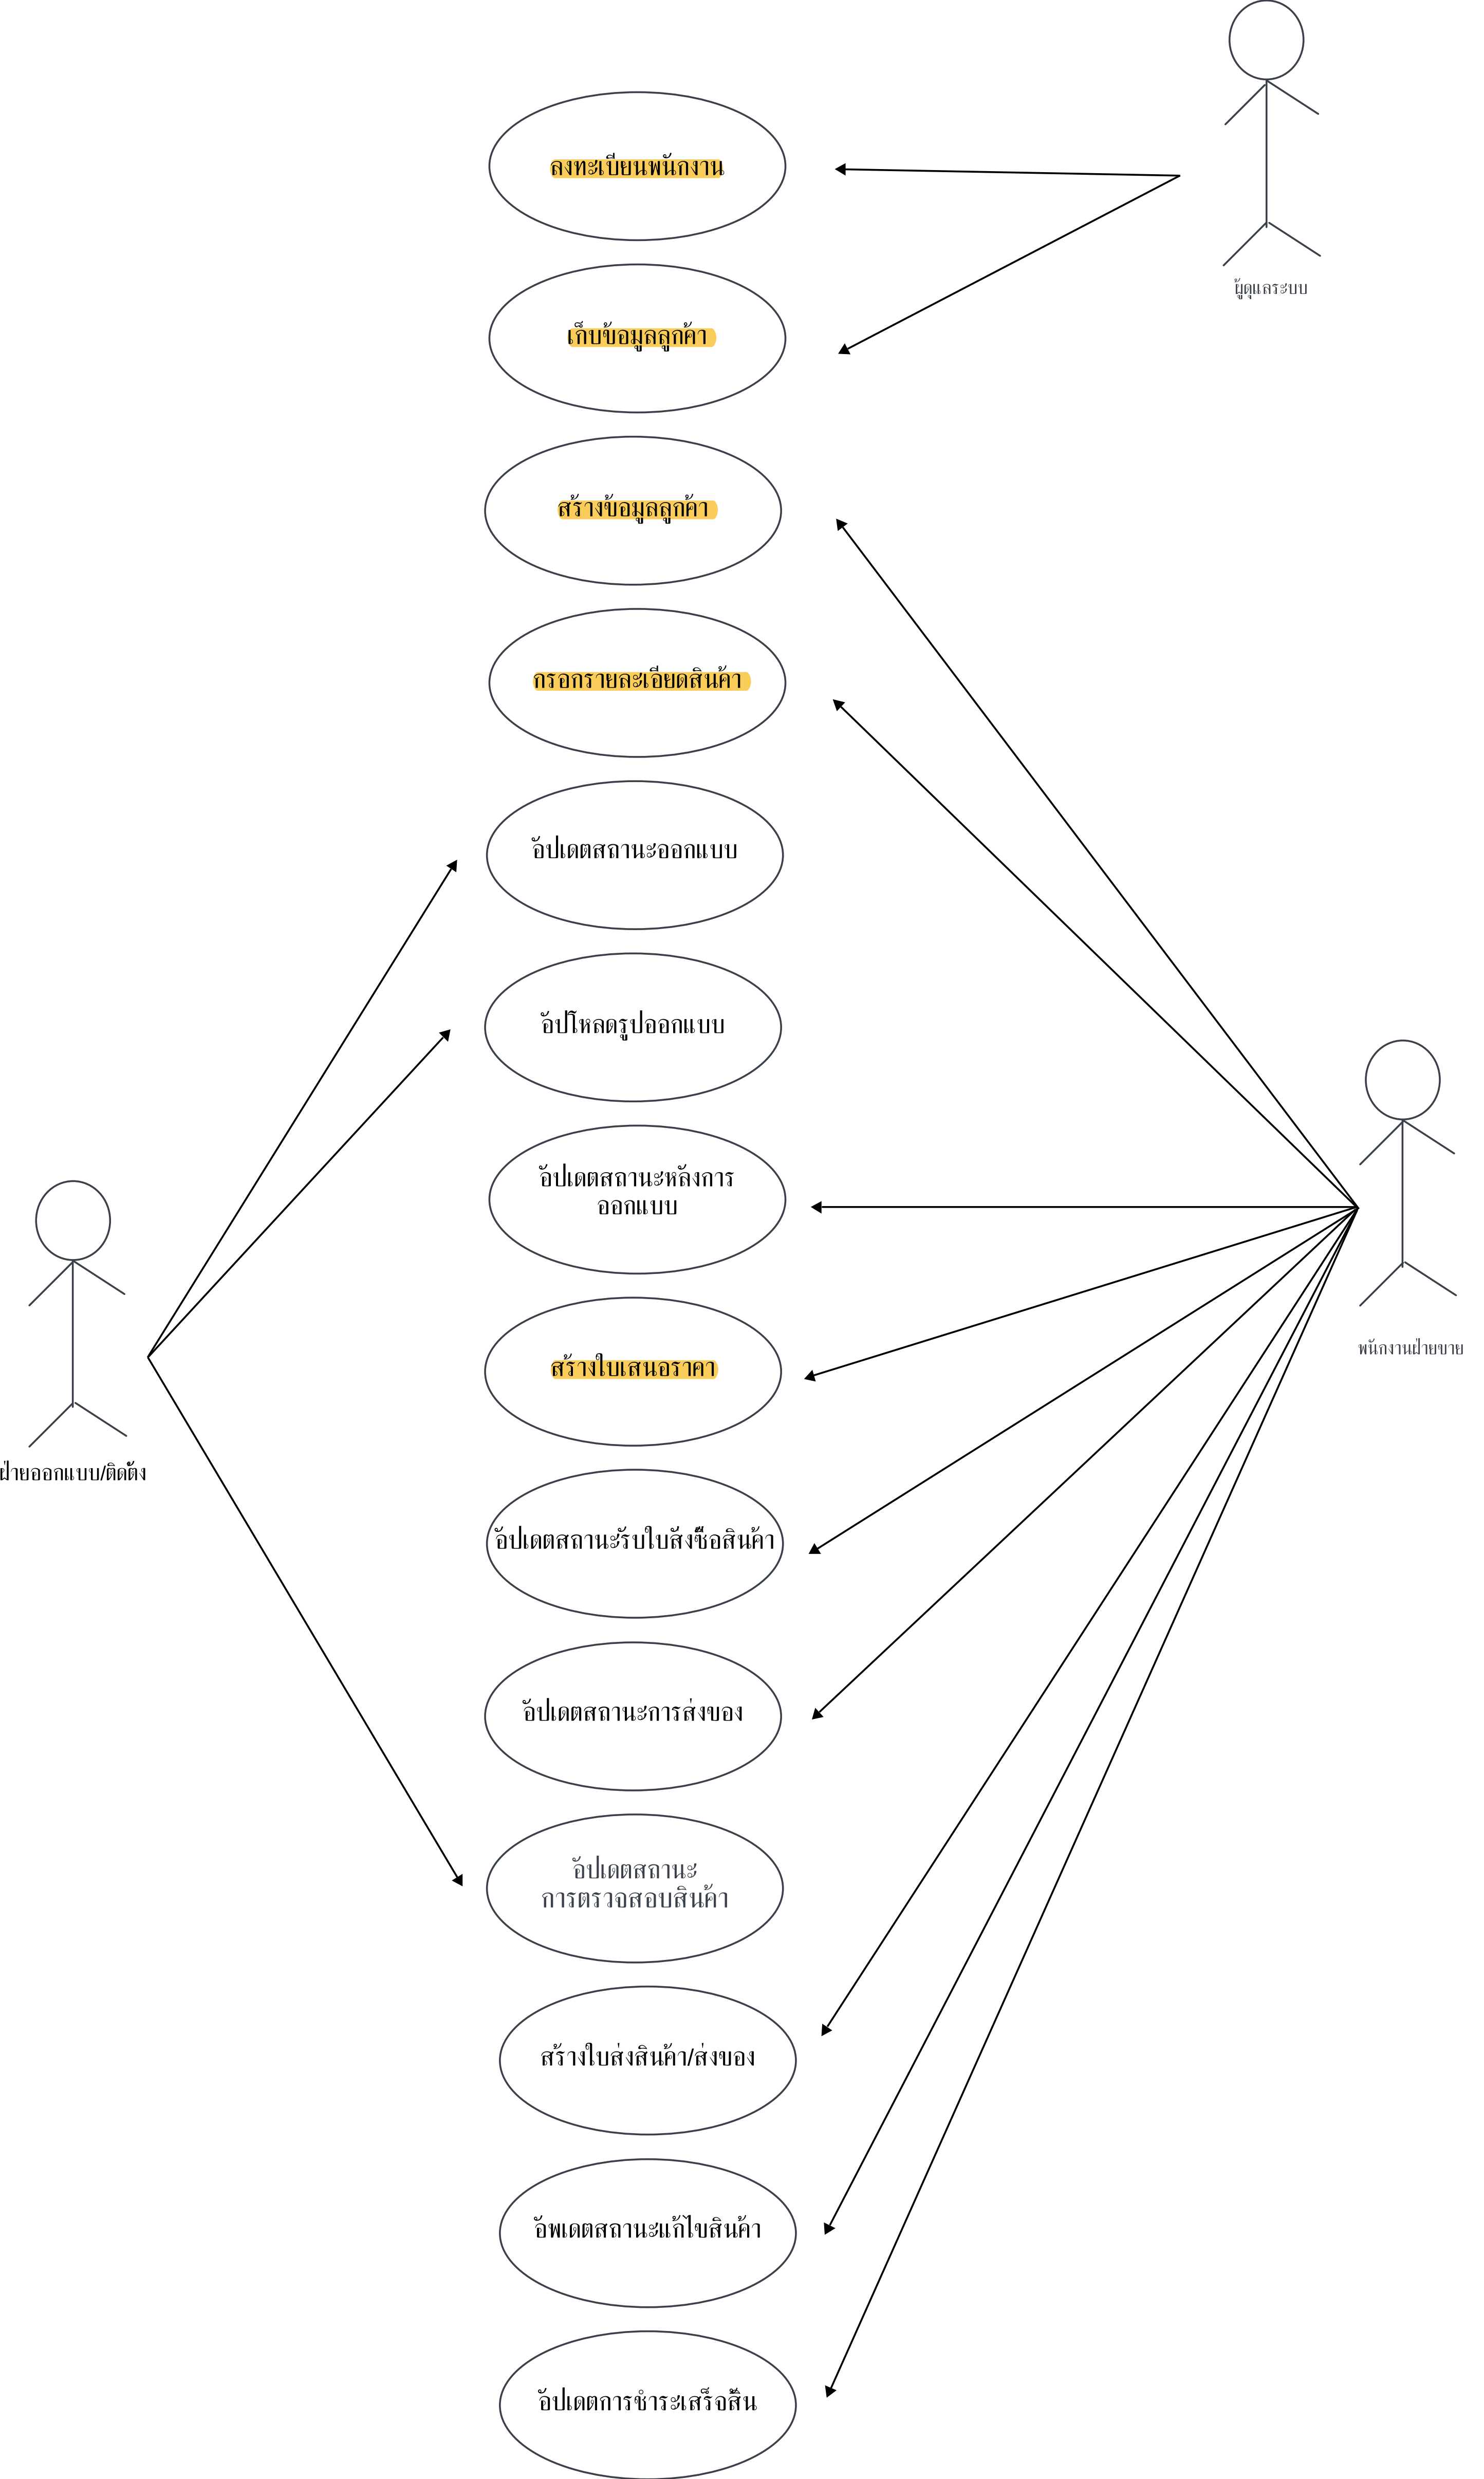 ลงทะเบียนพนักงาน
ผู้ดูแลระบบ
เก็บข้อมูลลูกค้า
สร้างข้อมูลลูกค้า
กรอกรายละเอียดสินค้า
อัปเดตสถานะออกแบบ
อัปโหลดรูปออกแบบ
อัปเดตสถานะหลังการ
ออกแบบ
พนักงานฝ่ายขาย
สร้างใบเสนอราคา
ฝ่ายออกแบบ/ติดตั้ง
อัปเดตสถานะรับใบสั่งซื้อสินค้า
อัปเดตสถานะการส่งของ
อัปเดตสถานะ
การตรวจสอบสินค้า
สร้างใบส่งสินค้า/ส่งของ
อัพเดตสถานะแก้ไขสินค้า
อัปเดตการชำระเสร็จสิ้น